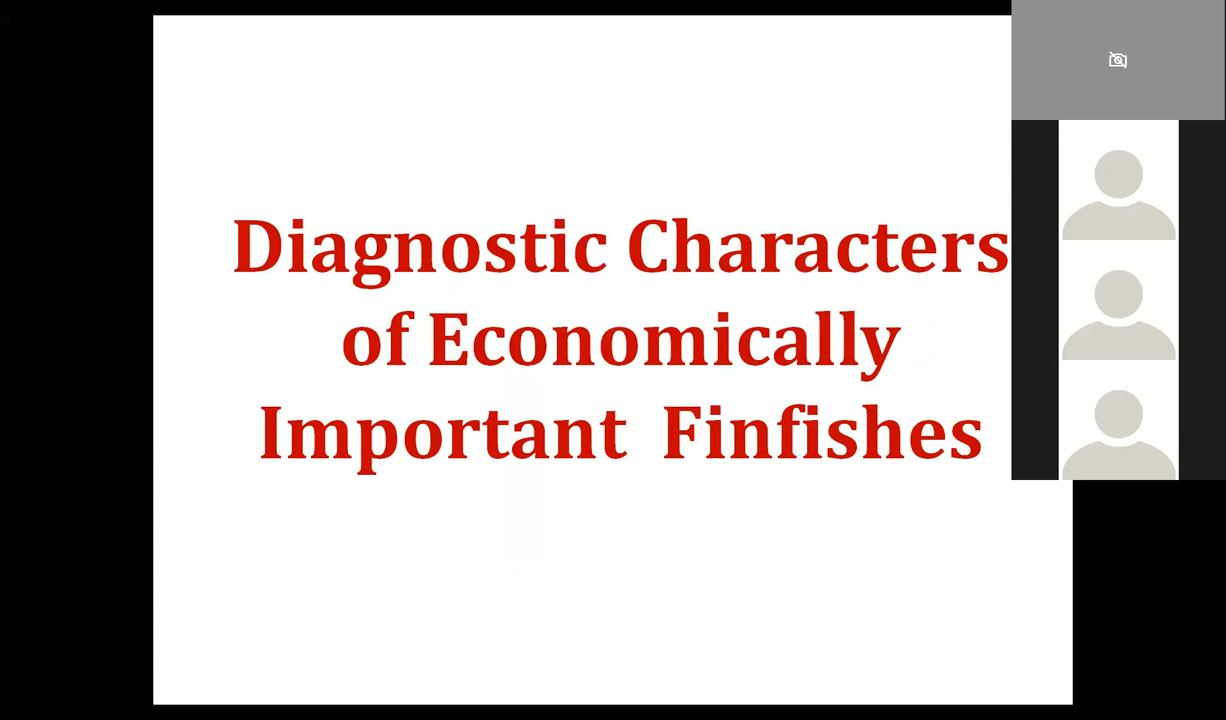 Diagnostic Characters
of Economically
Important Finfishes